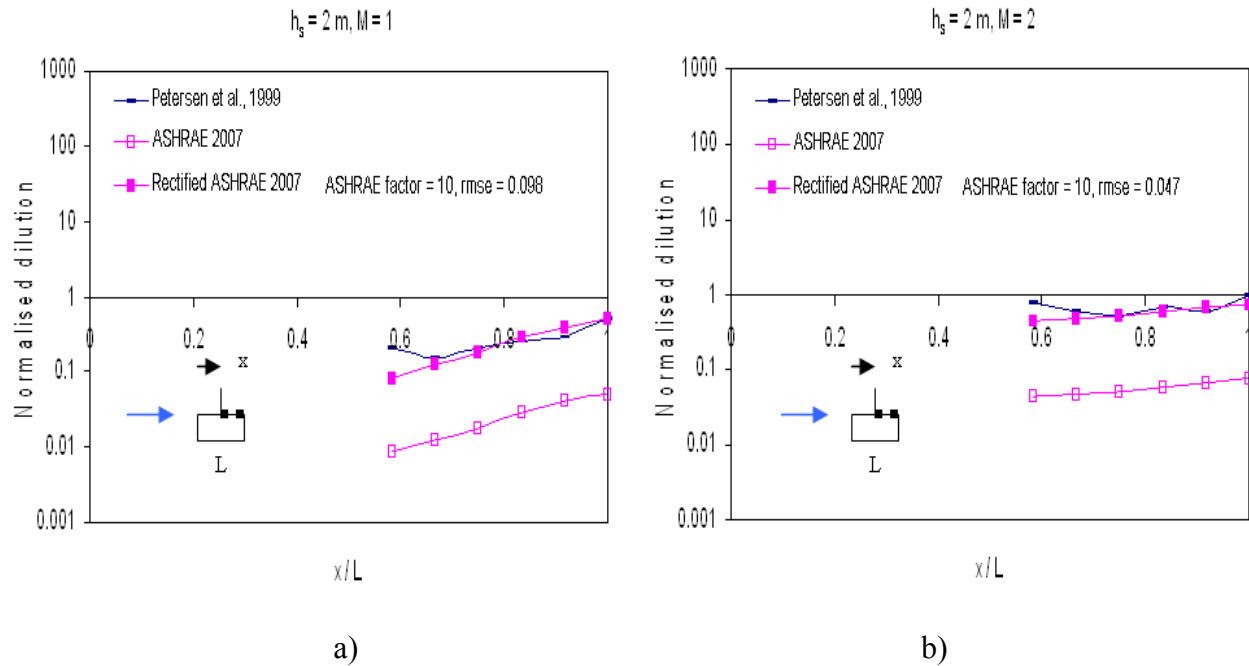 h_s = 2 m, M = 1
1000
100
10
1
0.1
0.01
0.001
0
0.2
0.4
0.6
0.8
1
Petersen et al., 1999
ASHRAE 2007
Rectified ASHRAE 2007 ASHRAE factor = 10, rmse = 0.098
Normalised dilution
x
L
x/L
a)
h_s = 2 m, M = 2
1000
100
10
1
0.1
0.01
0.001
0
0.2
0.4
0.6
0.8
1
Petersen et al., 1999
ASHRAE 2007
Rectified ASHRAE 2007 ASHRAE factor = 10, rmse = 0.047
Normalised dilution
x
L
x/L
b)